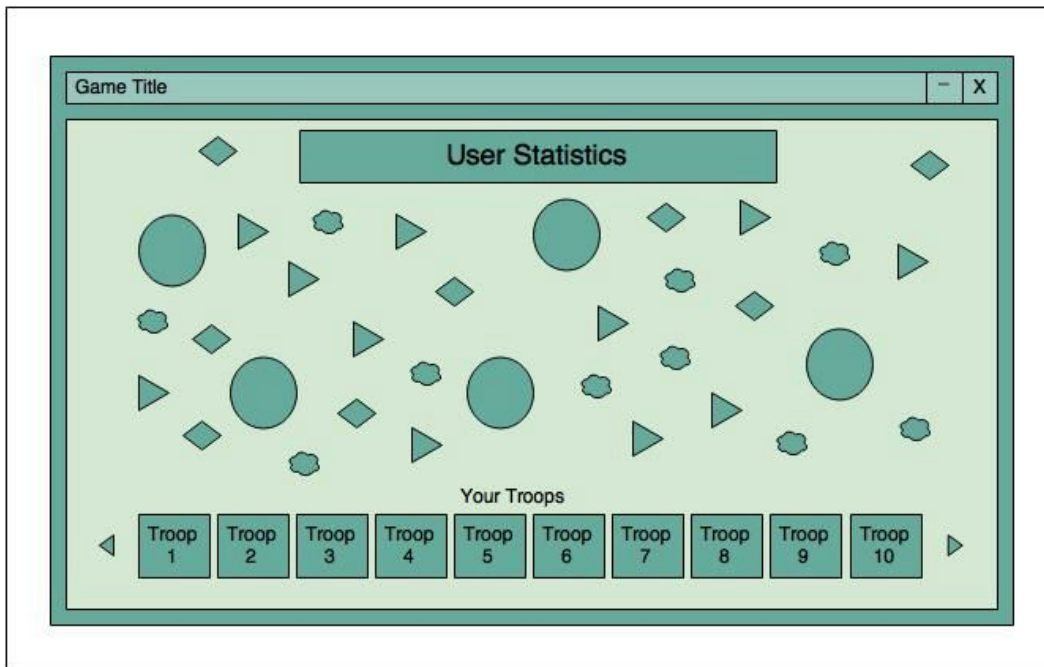 Game Title
– X
User Statistics
Your Troops
Troop 1
Troop 2
Troop 3
Troop 4
Troop 5
Troop 6
Troop 7
Troop 8
Troop 9
Troop 10